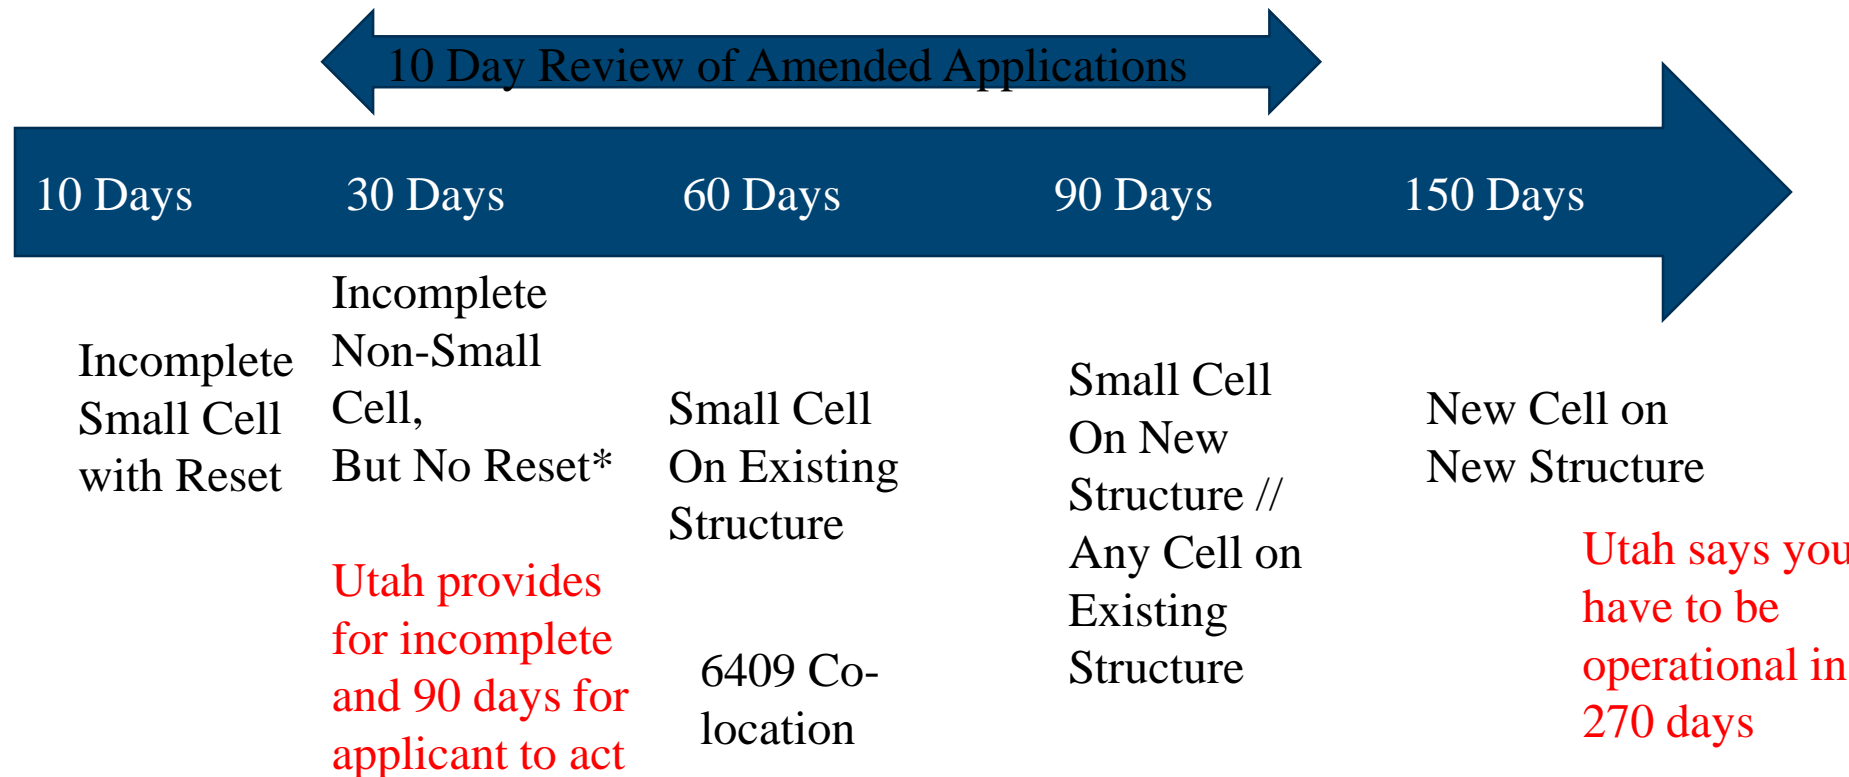 10 Day Review of Amended Applications
10 Days
30 Days
60 Days
90 Days
150 Days
Incomplete
Small Cell
with Reset
Incomplete
Non-Small
Cell,
But No Reset*
Utah provides
for incomplete
and 90 days for
applicant to act
Small Cell
On Existing
Structure
6409 Co-
location
Small Cell
On New
Structure //
Any Cell on
Existing
Structure
New Cell on
New Structure
Utah says you
have to be
operational in
270 days